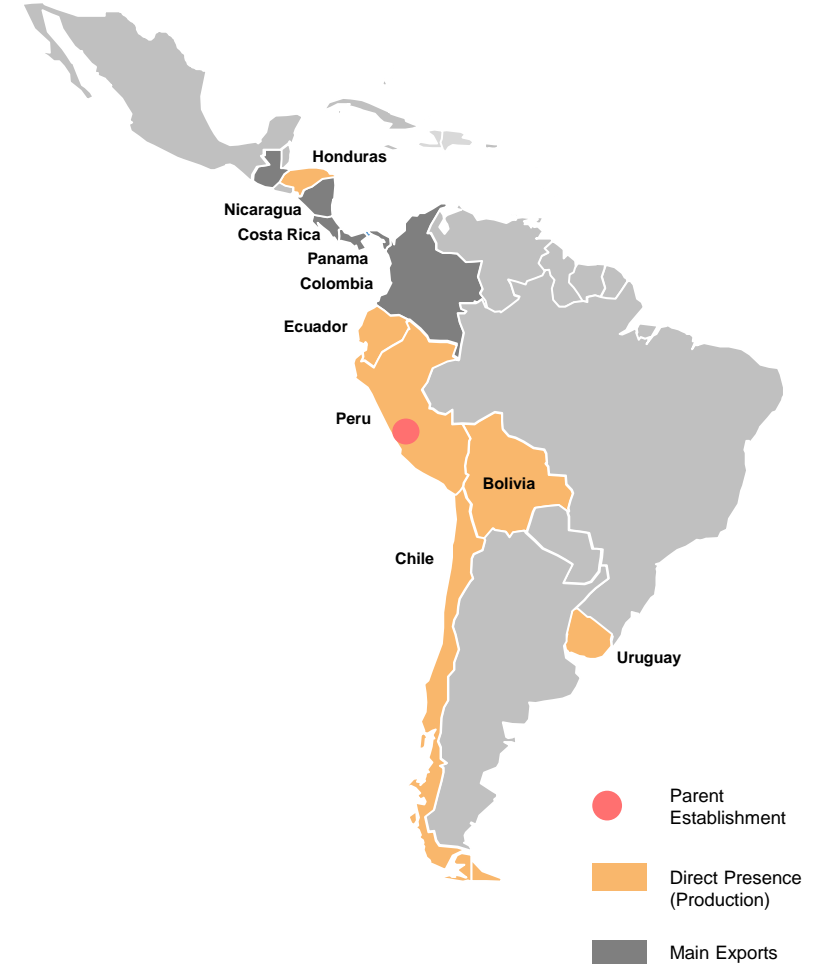 Honduras
Nicaragua
Costa Rica
Panama
Colombia
Ecuador
Peru
Bolivia
Chile
Uruguay
Parent
Establishment
Direct Presence
(Production)
Main Exports